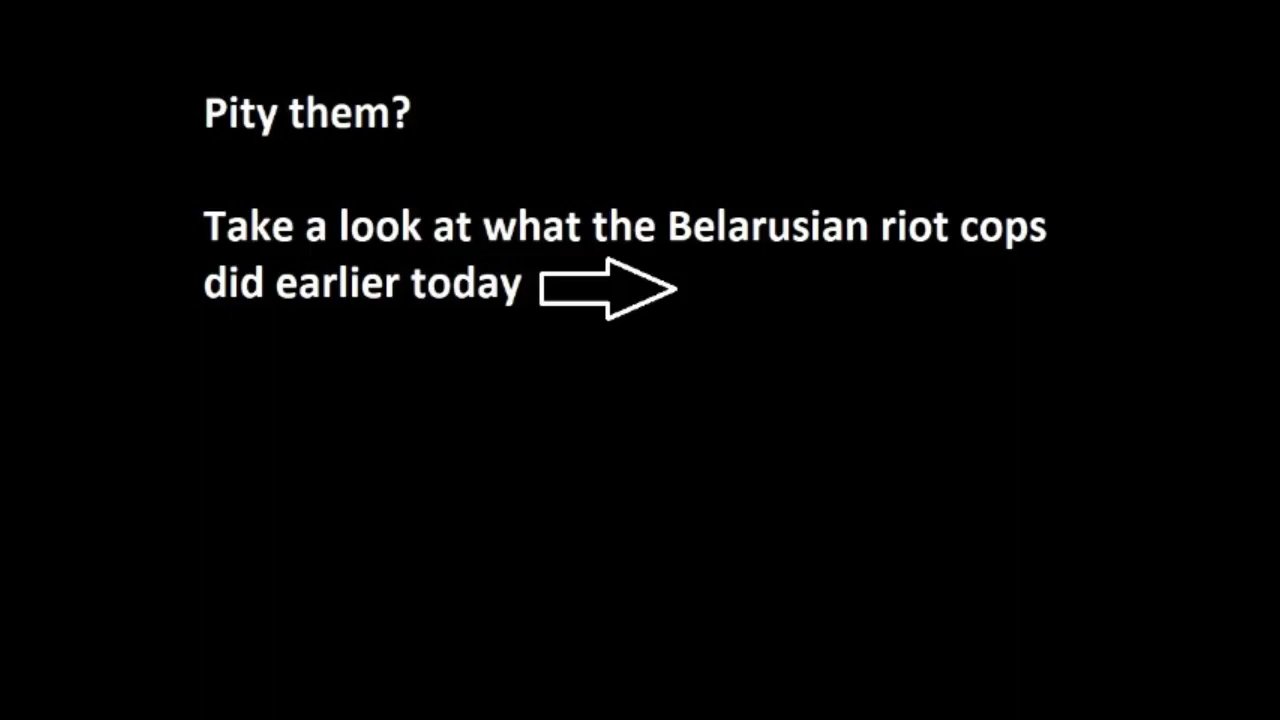 Pity them?
Take a look at what the Belarusian riot cops
did earlier today